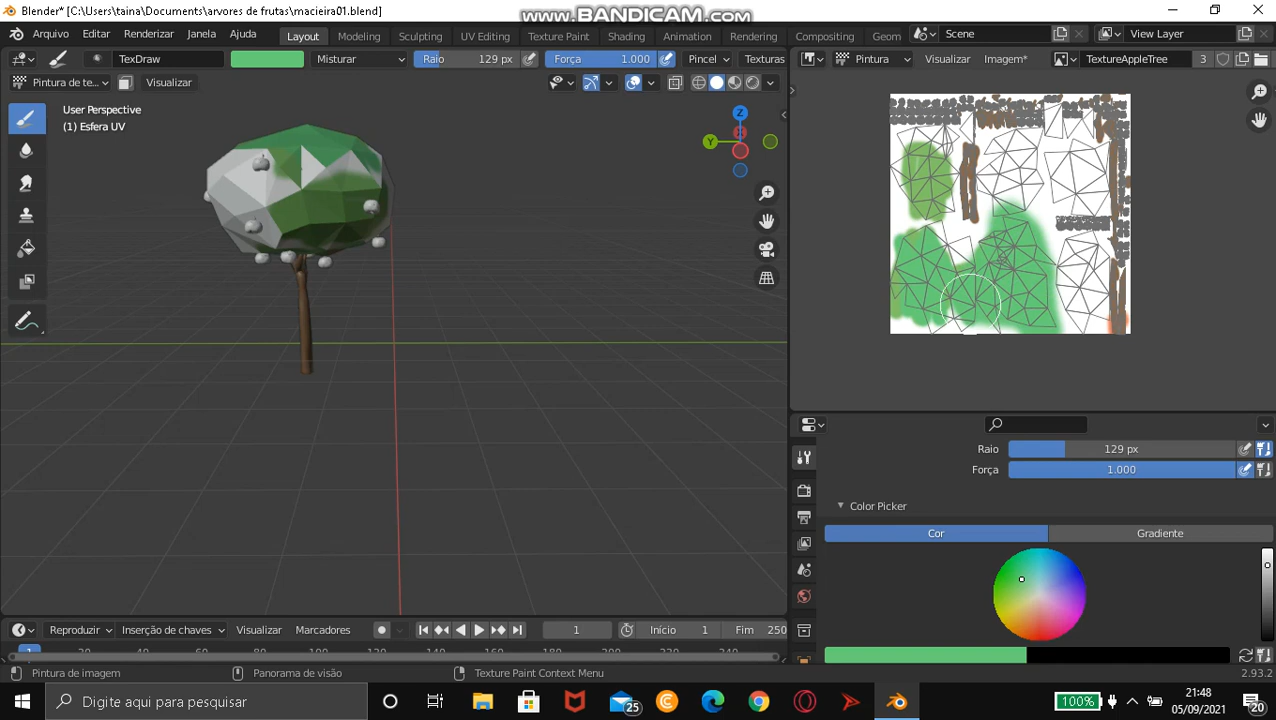 Blender* [C:\Users\taina\Documents\arvores de frutas\macieira01.blend]
www.BANDICAM.com
Arquivo Editar Renderizar Janela Ajuda Layout Modeling Sculpting UV Editing Texture Paint Shading Animation Rendering Compositing Geom Scene View Layer
TexDraw Misturar Raio 129 px Força 1.000 Pincel Texturas Pintura Visualizar Imagem* TextureAppleTree 3
Pintura de te... Visualizar
User Perspective
(1) Esfera UV
Z
Y
X
Raio 129 px
Força 1.000
Color Picker
Cor Gradiente
Reproduzir Inserção de chaves Visualizar Marcadores 1 Início 1 Fim 250
1 20 40 60 80 100 120 140 160 180 200 220 240
Pintura de imagem Panorama de visão Texture Paint Context Menu 2.93.2
Digite aqui para pesquisar 25 100% 21:48
05/09/2021 20